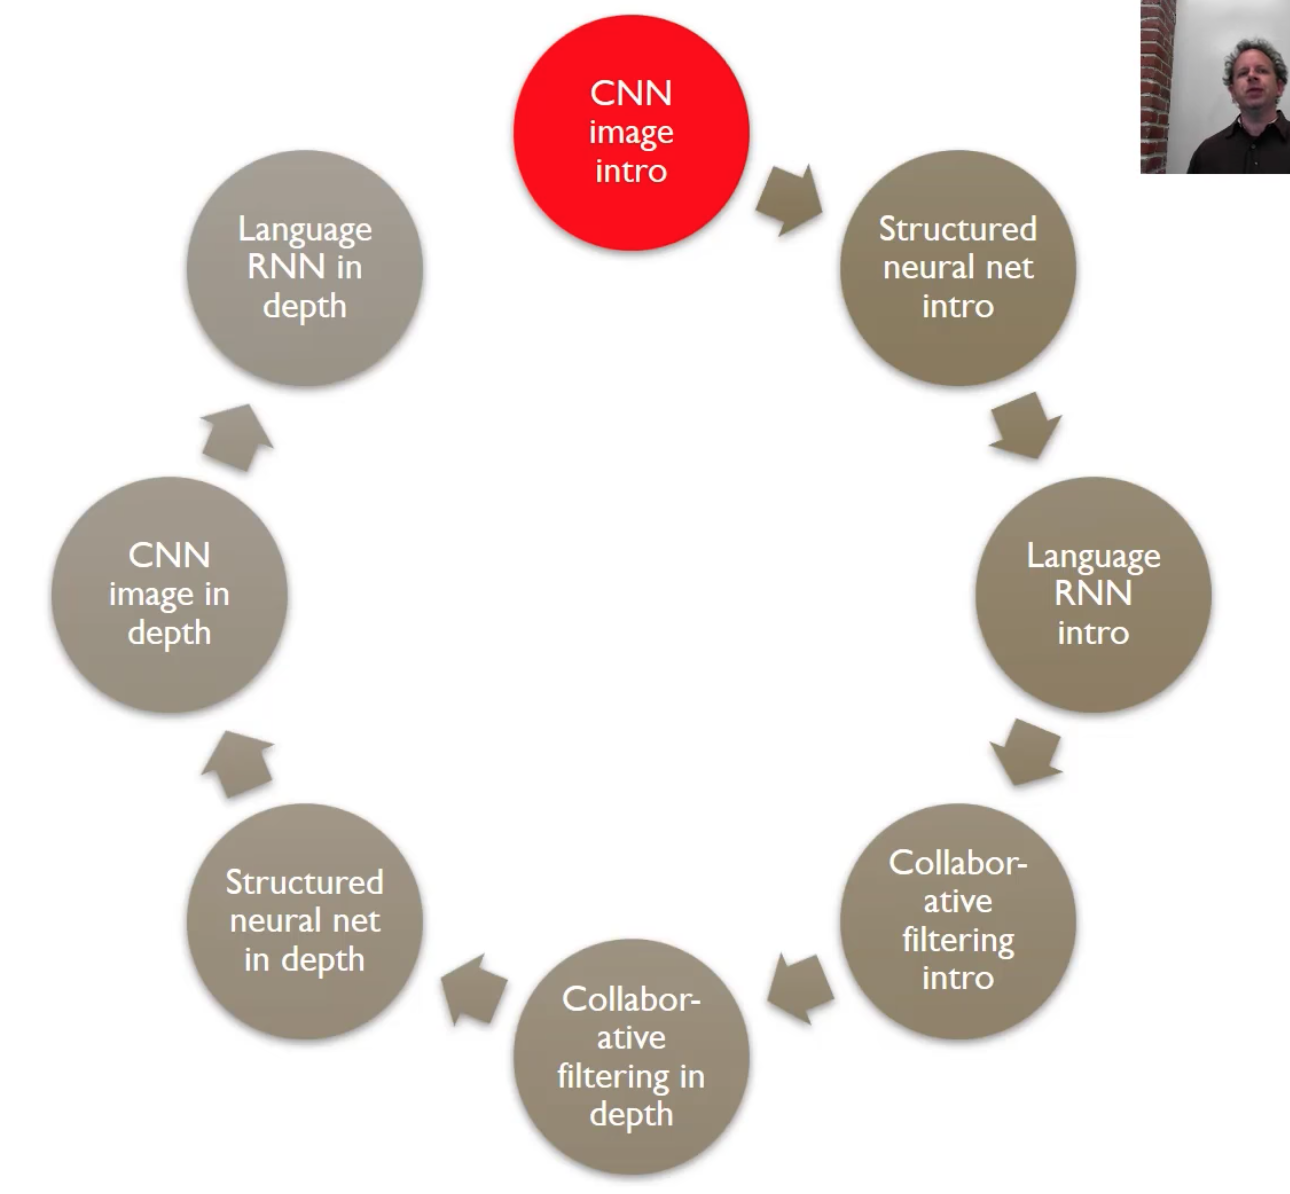 CNN
image
intro
Structured
neural net
intro
Language
RNN
intro
Collabor-
ative
filtering
intro
Collabor-
ative
filtering in
depth
Structured
neural net
in depth
CNN
image in
depth
Language
RNN in
depth